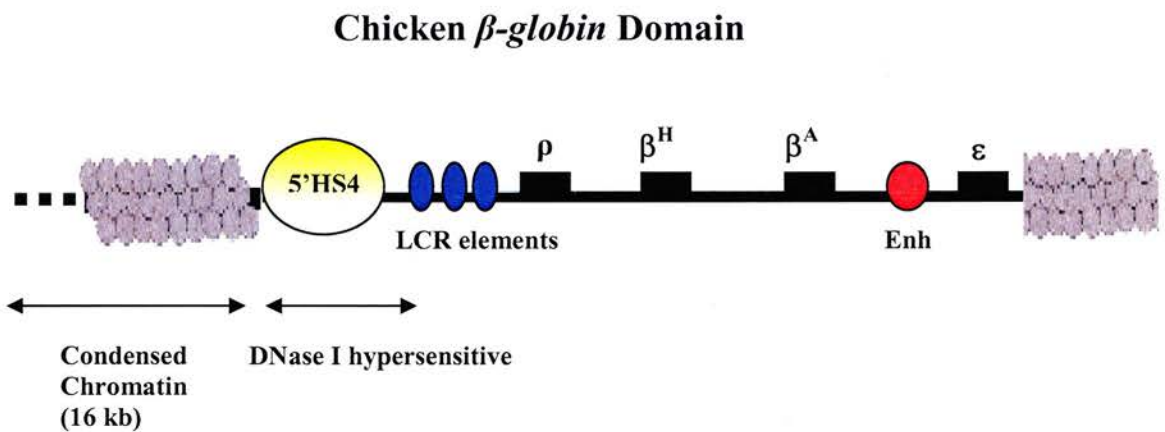 Chicken β-globin Domain
ρ
β^H
β^A
ε
5'HS4
LCR elements
Enh
Condensed
Chromatin
(16 kb)
DNase I hypersensitive